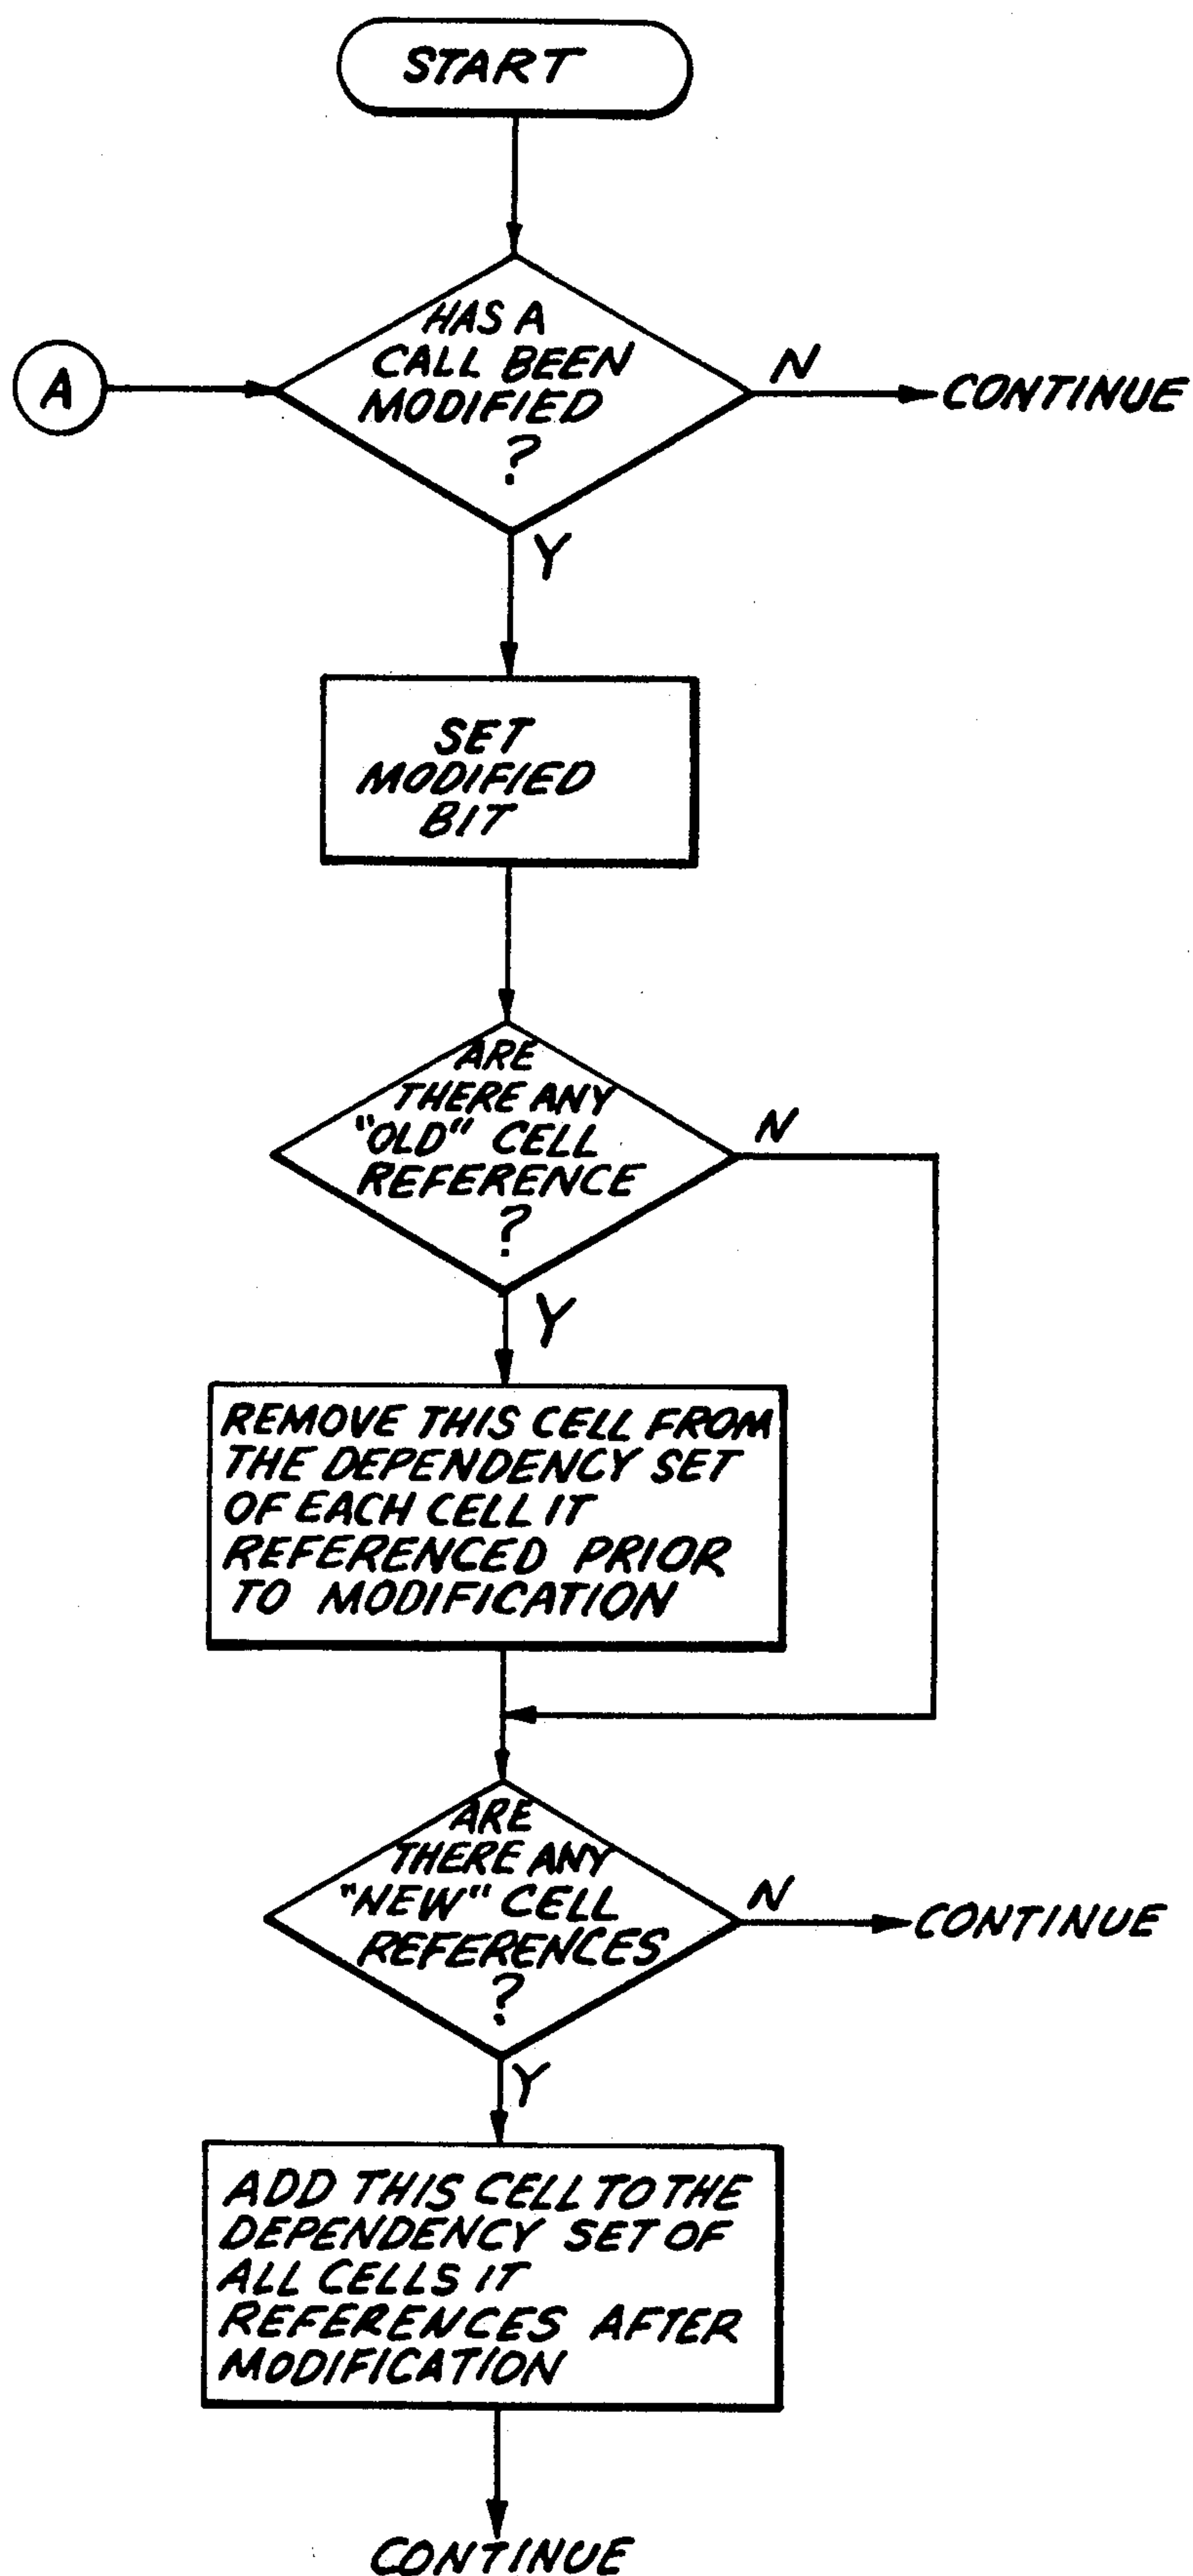 START
HAS A
CALL BEEN
MODIFIED
?
N
CONTINUE
A
Y
SET
MODIFIED
BIT
ARE
THERE ANY
"OLD" CELL
REFERENCE
?
N
Y
REMOVE THIS CELL FROM
THE DEPENDENCY SET
OF EACH CELL IT
REFERENCED PRIOR
TO MODIFICATION
ARE
THERE ANY
"NEW" CELL
REFERENCES
?
N
CONTINUE
Y
ADD THIS CELL TO THE
DEPENDENCY SET OF
ALL CELLS IT
REFERENCES AFTER
MODIFICATION
CONTINUE